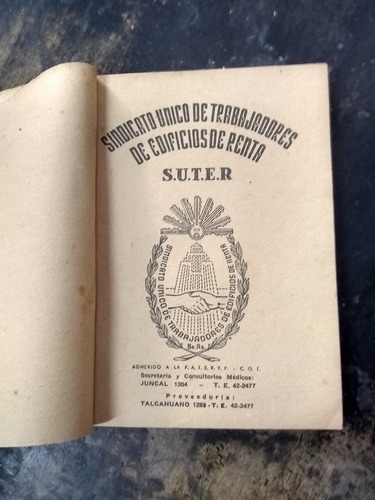 SINDICATO UNICO DE TRABAJADORES
DE EDIFICIOS DE RENTA
S.U.T.E.R
SINDICATO UNICO DE TRABAJADORES DE EDIFICIOS DE RENTA
Bs. As.
ADHERIDO A LA F.A.T.E.R.Y.P. - C.G.T.
Secretaría y Consultorios Médicos:
JUNCAL 1304 - T. E. 42-2477
Proveeduría:
TALCAHUANO 1289 - T. E. 42-2477